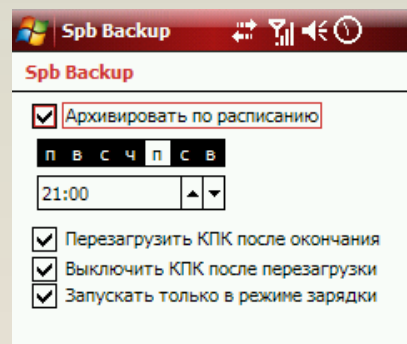 Spb Backup
Spb Backup
Архивировать по расписанию
п в с ч п с в
21:00
Перезагрузить КПК после окончания
Выключить КПК после перезагрузки
Запускать только в режиме зарядки